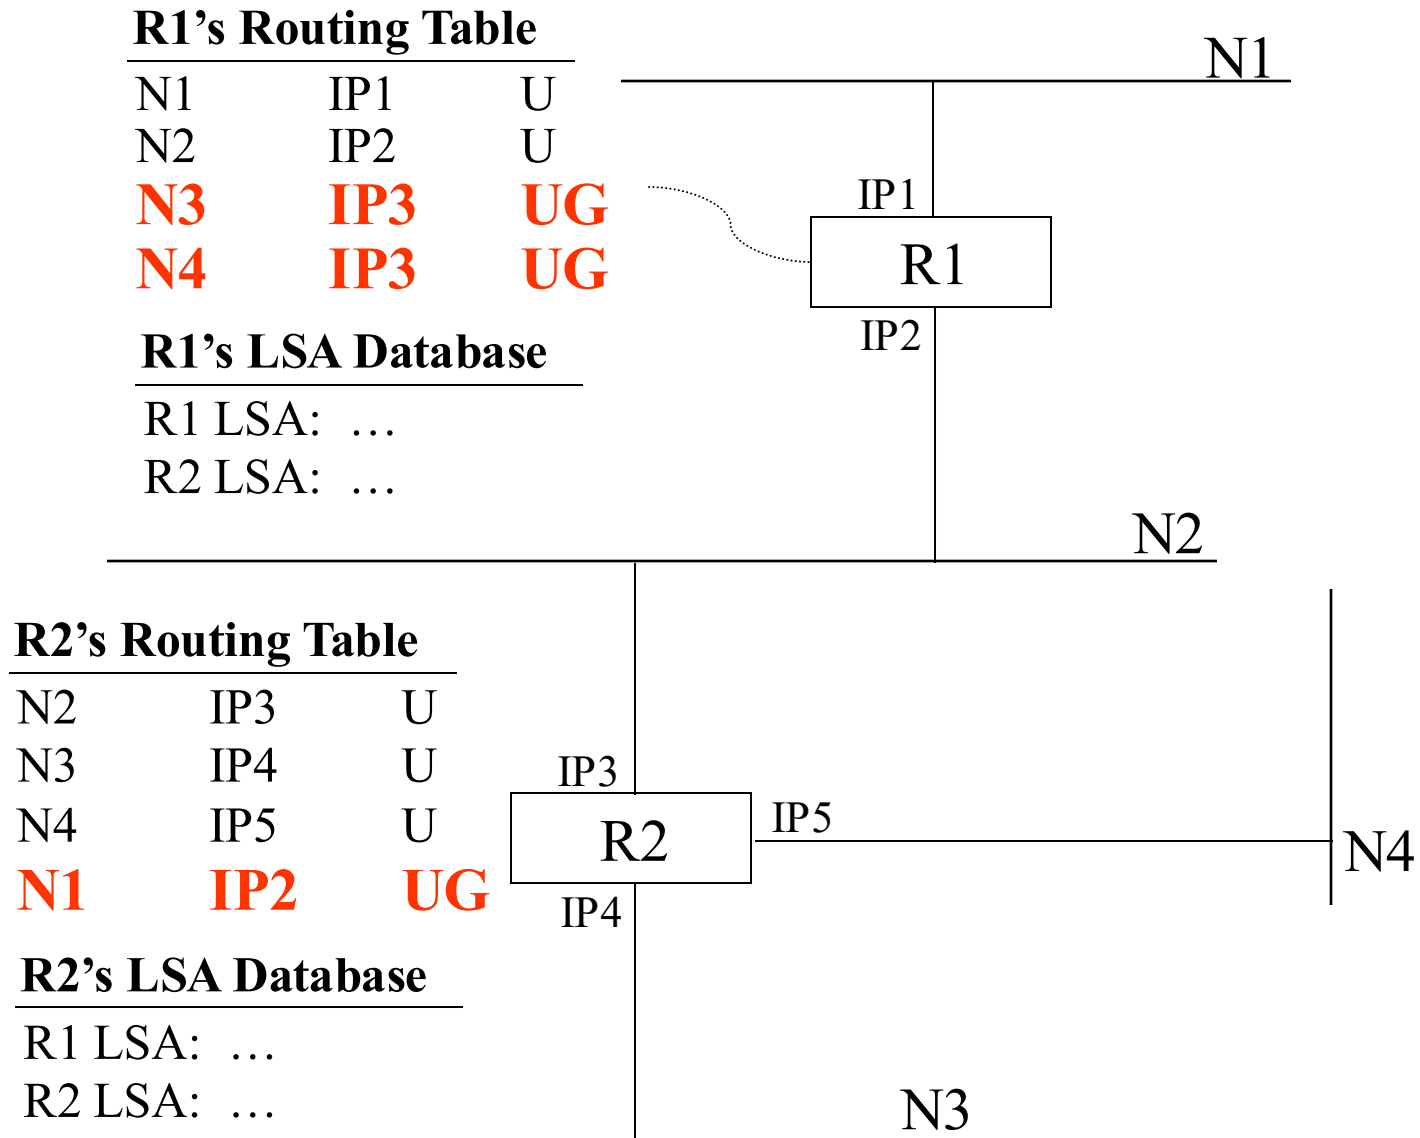 R1’s Routing Table
N1 IP1 U
N2 IP2 U
N3 IP3 UG
N4 IP3 UG
R1’s LSA Database
R1 LSA: …
R2 LSA: …
N1
IP1
R1
IP2
N2
R2’s Routing Table
N2 IP3 U
N3 IP4 U
N4 IP5 U
N1 IP2 UG
R2’s LSA Database
R1 LSA: …
R2 LSA: …
IP3
R2
IP5
IP4
N4
N3